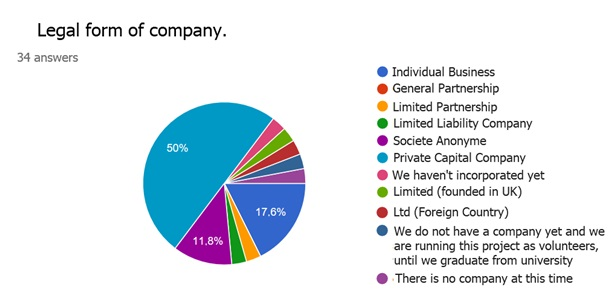 Legal form of company.
34 answers
50%
17,6%
11,8%
Individual Business
General Partnership
Limited Partnership
Limited Liability Company
Societe Anonyme
Private Capital Company
We haven't incorporated yet
Limited (founded in UK)
Ltd (Foreign Country)
We do not have a company yet and we
are running this project as volunteers,
until we graduate from university
There is no company at this time